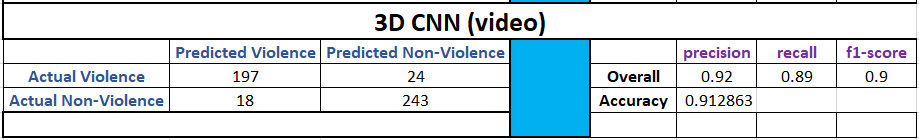 3D CNN (video)
Predicted Violence Predicted Non-Violence precision recall f1-score
Actual Violence 197 24 Overall 0.92 0.89 0.9
Actual Non-Violence 18 243 Accuracy 0.912863